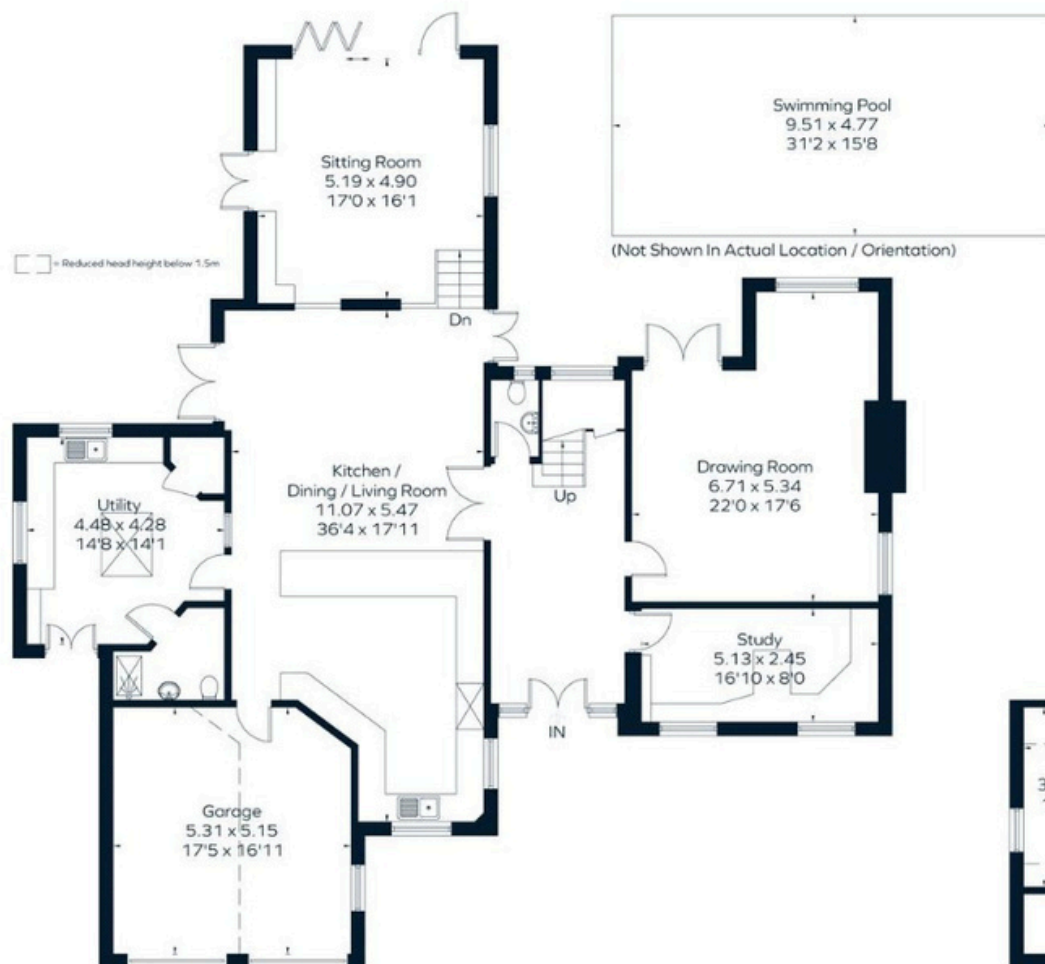 Sitting Room
5.19 x 4.90
17'0 x 16'1
Swimming Pool
9.51 x 4.77
31'2 x 15'8
(Not Shown In Actual Location / Orientation)
= Reduced head height below 1.5m
Dn
Kitchen /
Dining / Living Room
11.07 x 5.47
36'4 x 17'11
Up
Drawing Room
6.71 x 5.34
22'0 x 17'6
Utility
4.48 x 4.28
14'8 x 14'1
Study
5.13 x 2.45
16'10 x 8'0
IN
Garage
5.31 x 5.15
17'5 x 16'11
3